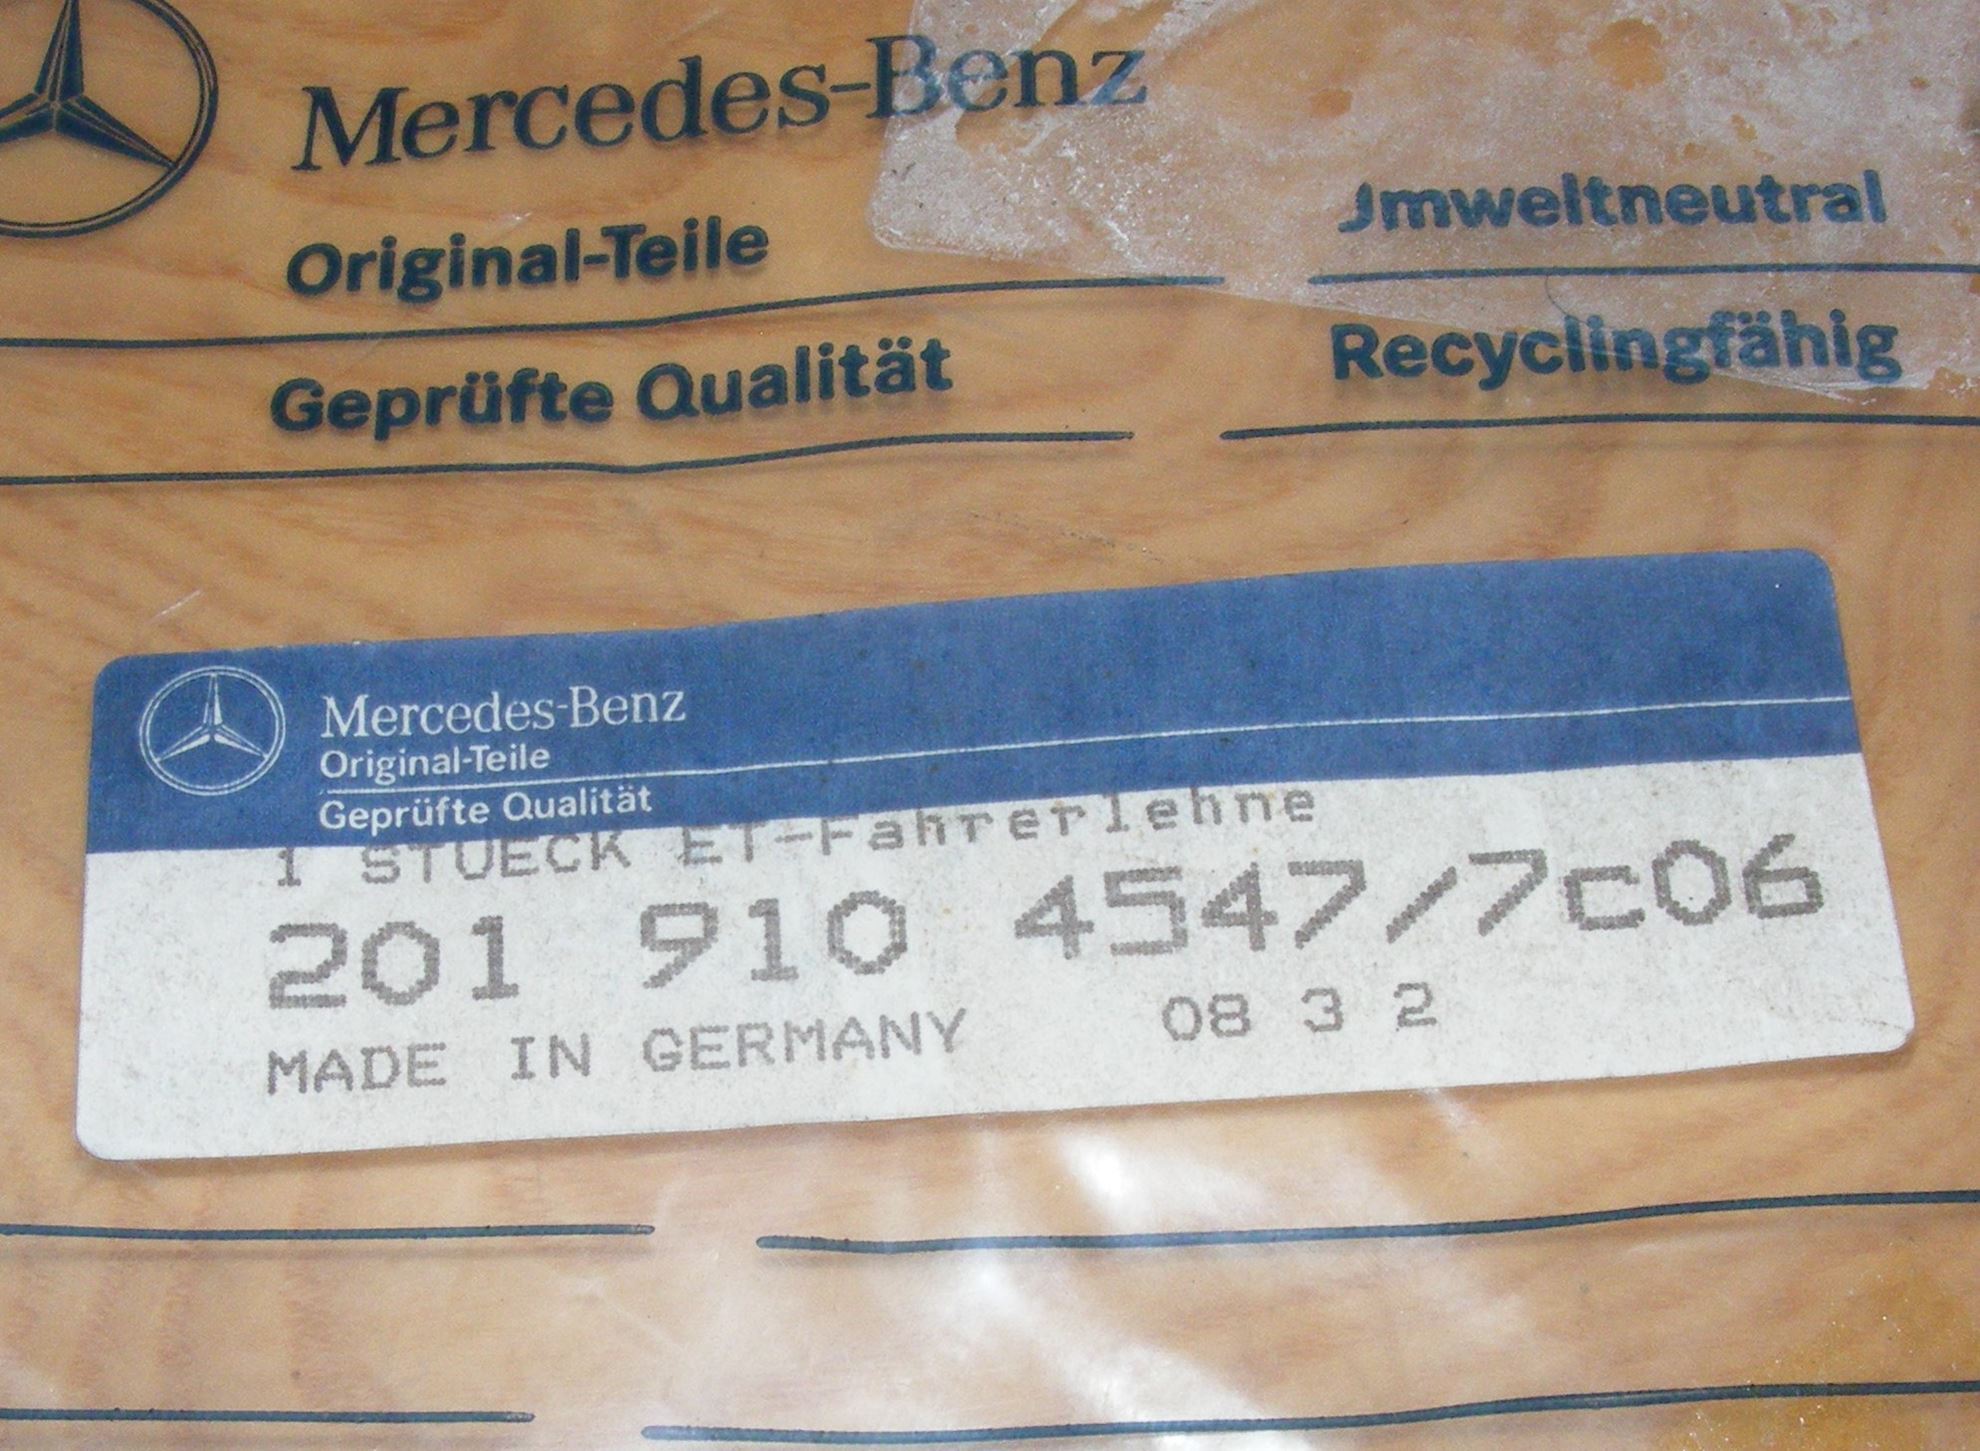 Mercedes-Benz
Original-Teile
Geprüfte Qualität
Umweltneutral
Recyclingfähig
Mercedes-Benz
Original-Teile
Geprüfte Qualität
1 STUECK ET-Fahrerlehne
201 910 4547/7c06
MADE IN GERMANY 08 3 2